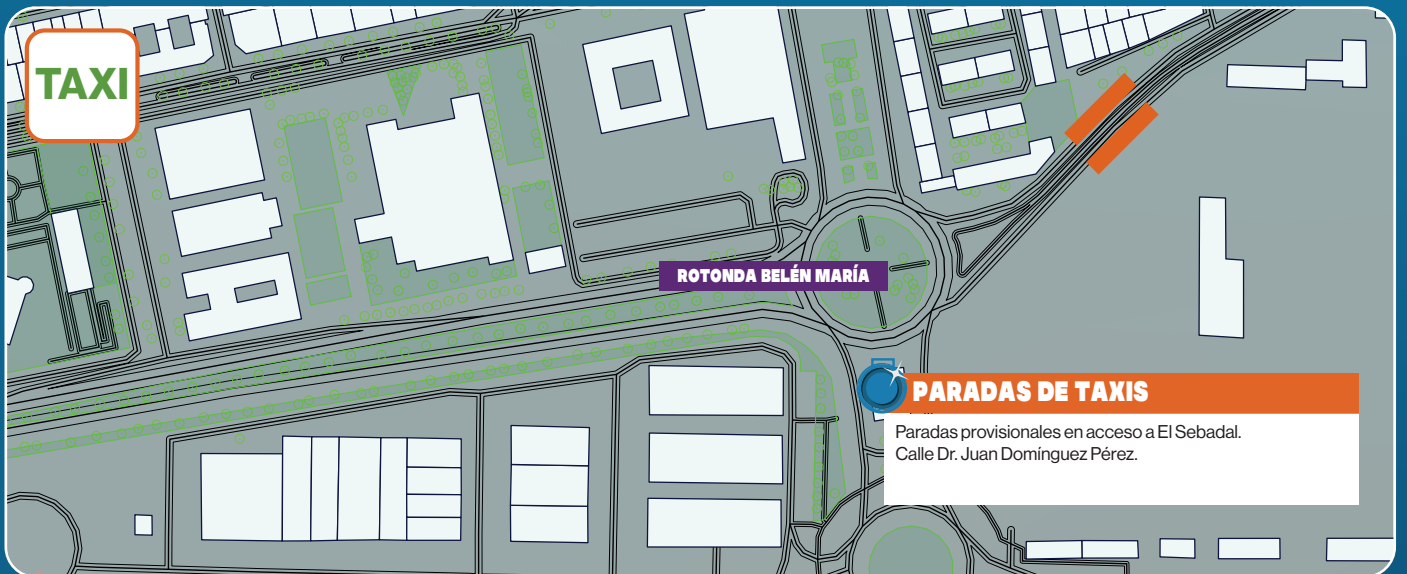 TAXI
ROTONDA BELÉN MARÍA
PARADAS DE TAXIS
Paradas provisionales en acceso a El Sebadal.
Calle Dr. Juan Domínguez Pérez.